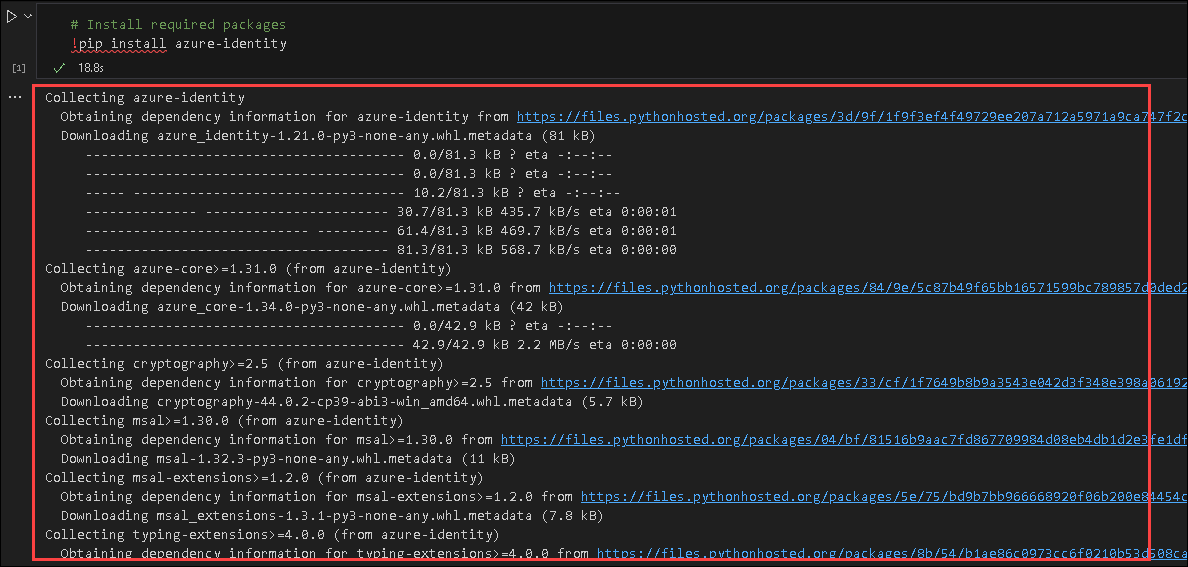 # Install required packages
!pip install azure-identity
[1]
18.8s
...
Collecting azure-identity
Obtaining dependency information for azure-identity from https://files.pythonhosted.org/packages/3d/9f/1f9f3ef4f49729ee207a712a5971a9ca747f2c
Downloading azure_identity-1.21.0-py3-none-any.whl.metadata (81 kB)
---------------------------------------- 0.0/81.3 kB ? eta -:--:--
---------------------------------------- 0.0/81.3 kB ? eta -:--:--
----- ---------------------------------- 10.2/81.3 kB ? eta -:--:--
--------------- ----------------------- 30.7/81.3 kB 435.7 kB/s eta 0:00:01
---------------------------- --------- 61.4/81.3 kB 469.7 kB/s eta 0:00:01
-------------------------------------- 81.3/81.3 kB 568.7 kB/s eta 0:00:00
Collecting azure-core>=1.31.0 (from azure-identity)
Obtaining dependency information for azure-core>=1.31.0 from https://files.pythonhosted.org/packages/84/9e/5c87b49f65bb16571599bc789857d0ded2
Downloading azure_core-1.34.0-py3-none-any.whl.metadata (42 kB)
---------------------------------------- 0.0/42.9 kB ? eta -:--:--
---------------------------------------- 42.9/42.9 kB 2.2 MB/s eta 0:00:00
Collecting cryptography>=2.5 (from azure-identity)
Obtaining dependency information for cryptography>=2.5 from https://files.pythonhosted.org/packages/33/cf/1f7649b8b9a3543e042d3f348e398a06192
Downloading cryptography-44.0.2-cp39-abi3-win_amd64.whl.metadata (5.7 kB)
Collecting msal>=1.30.0 (from azure-identity)
Obtaining dependency information for msal>=1.30.0 from https://files.pythonhosted.org/packages/04/bf/81516b9aac7fd867709984d08eb4db1d2e3fe1df
Downloading msal-1.32.3-py3-none-any.whl.metadata (11 kB)
Collecting msal-extensions>=1.2.0 (from azure-identity)
Obtaining dependency information for msal-extensions>=1.2.0 from https://files.pythonhosted.org/packages/5e/75/bd9b7bb966668920f06b200e84454c
Downloading msal_extensions-1.3.1-py3-none-any.whl.metadata (7.8 kB)
Collecting typing-extensions>=4.0.0 (from azure-identity)
Obtaining dependency information for typing-extensions>=4.0.0 from https://files.pythonhosted.org/packages/8b/54/b1ae86c0973cc6f0210b53d508ca